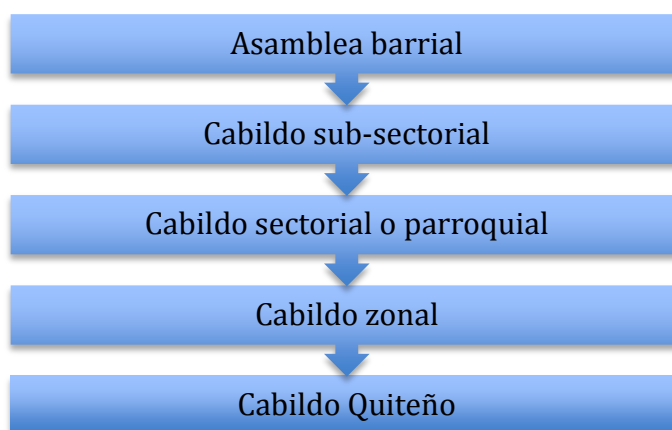 Asamblea barrial
Cabildo sub-sectorial
Cabildo sectorial o parroquial
Cabildo zonal
Cabildo Quiteño